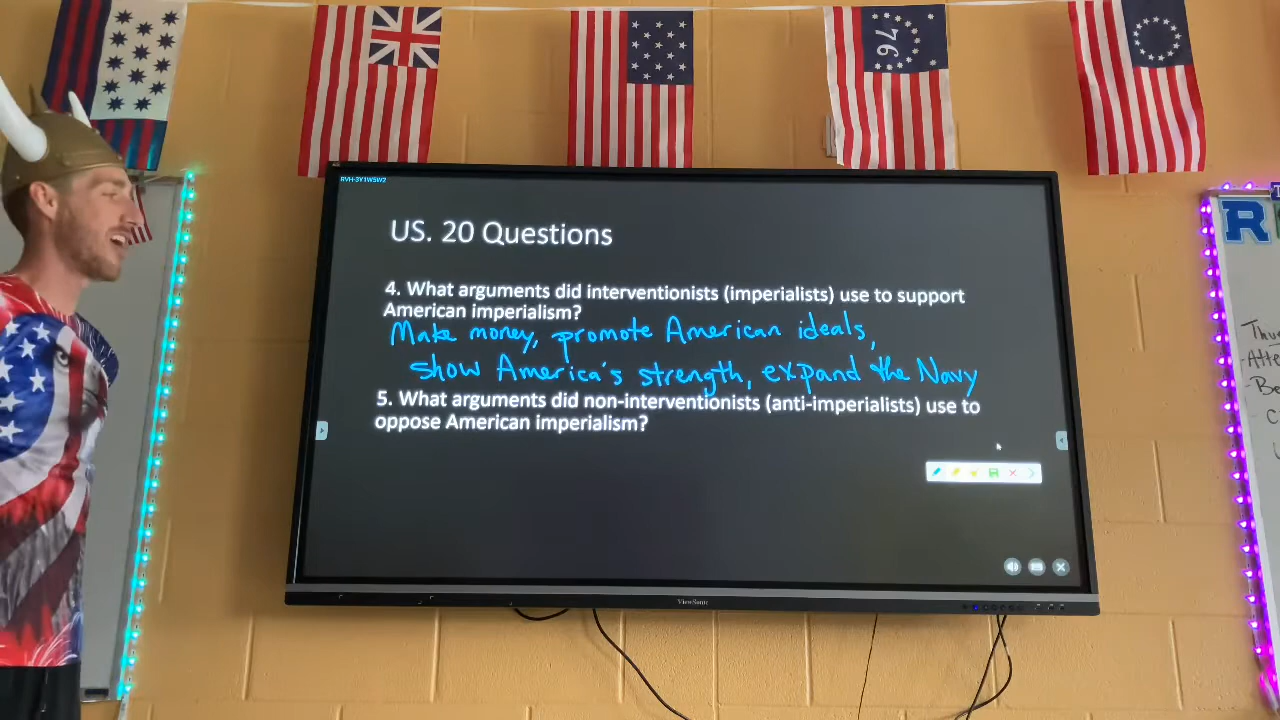 76
RVH-3Y1W5W2
US. 20 Questions
4. What arguments did interventionists (imperialists) use to support
American imperialism?
Make money, promote American ideals,
show America's strength, expand the Navy
5. What arguments did non-interventionists (anti-imperialists) use to
oppose American imperialism?
ViewSonic
R